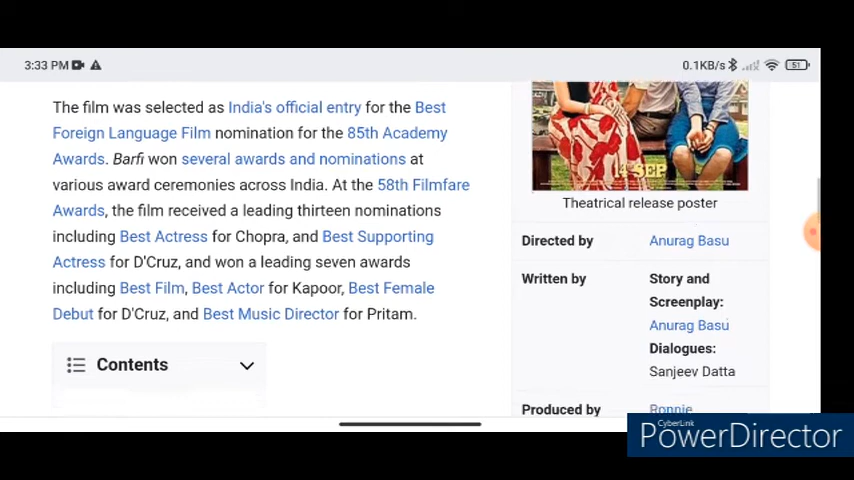 3:33 PM
0.1KB/s
51
The film was selected as India's official entry for the Best
Foreign Language Film nomination for the 85th Academy
Awards. Barfi won several awards and nominations at
various award ceremonies across India. At the 58th Filmfare
Awards, the film received a leading thirteen nominations
including Best Actress for Chopra, and Best Supporting
Actress for D'Cruz, and won a leading seven awards
including Best Film, Best Actor for Kapoor, Best Female
Debut for D'Cruz, and Best Music Director for Pritam.
Contents
14 SEP
Theatrical release poster
Directed by
Anurag Basu
Written by
Story and
Screenplay:
Anurag Basu
Dialogues:
Sanjeev Datta
Produced by
Ronnie
CyberLink
PowerDirector